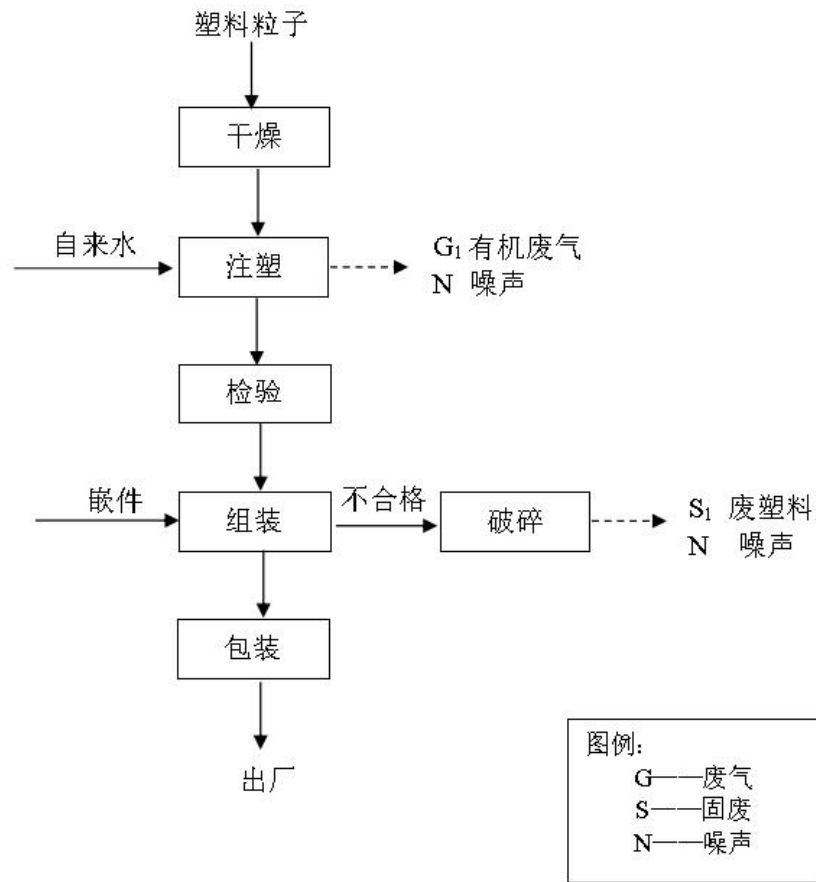 塑料粒子
干燥
自来水
注塑
G₁ 有机废气
N 噪声
检验
嵌件
组装
不合格
破碎
S₁ 废塑料
N 噪声
包装
出厂
图例：
G——废气
S——固废
N——噪声